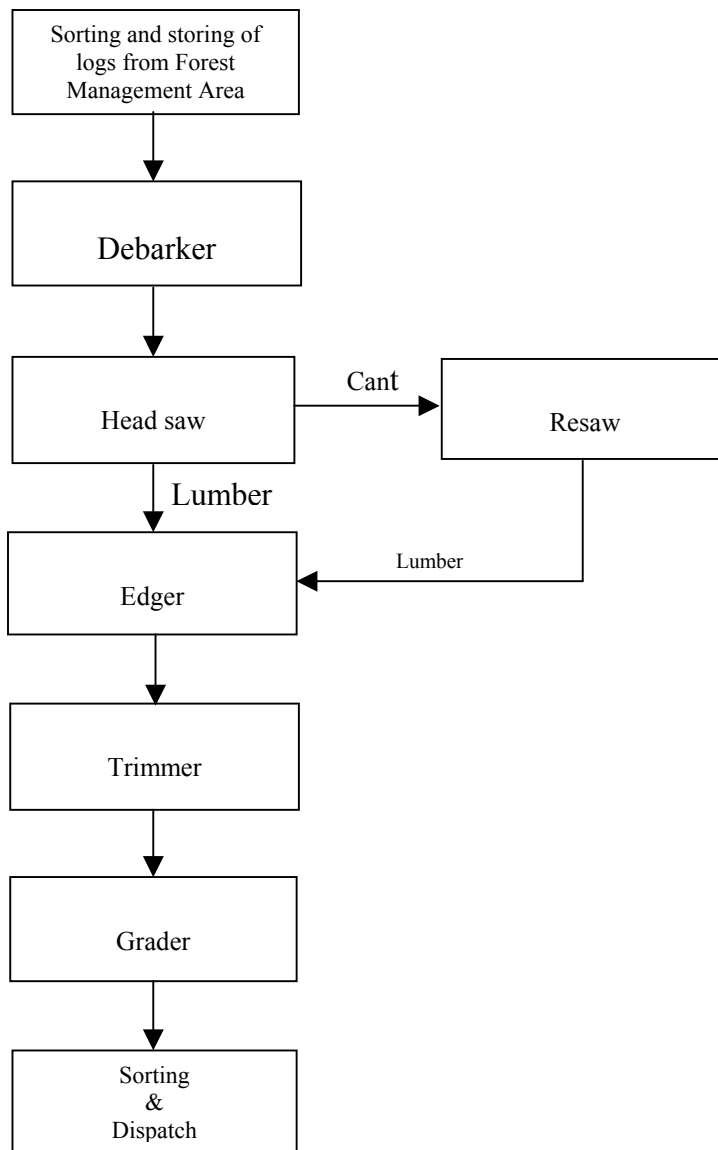 Sorting and storing of
logs from Forest
Management Area
Debarker
Head saw
Cant
Resaw
Lumber
Lumber
Edger
Trimmer
Grader
Sorting
&
Dispatch